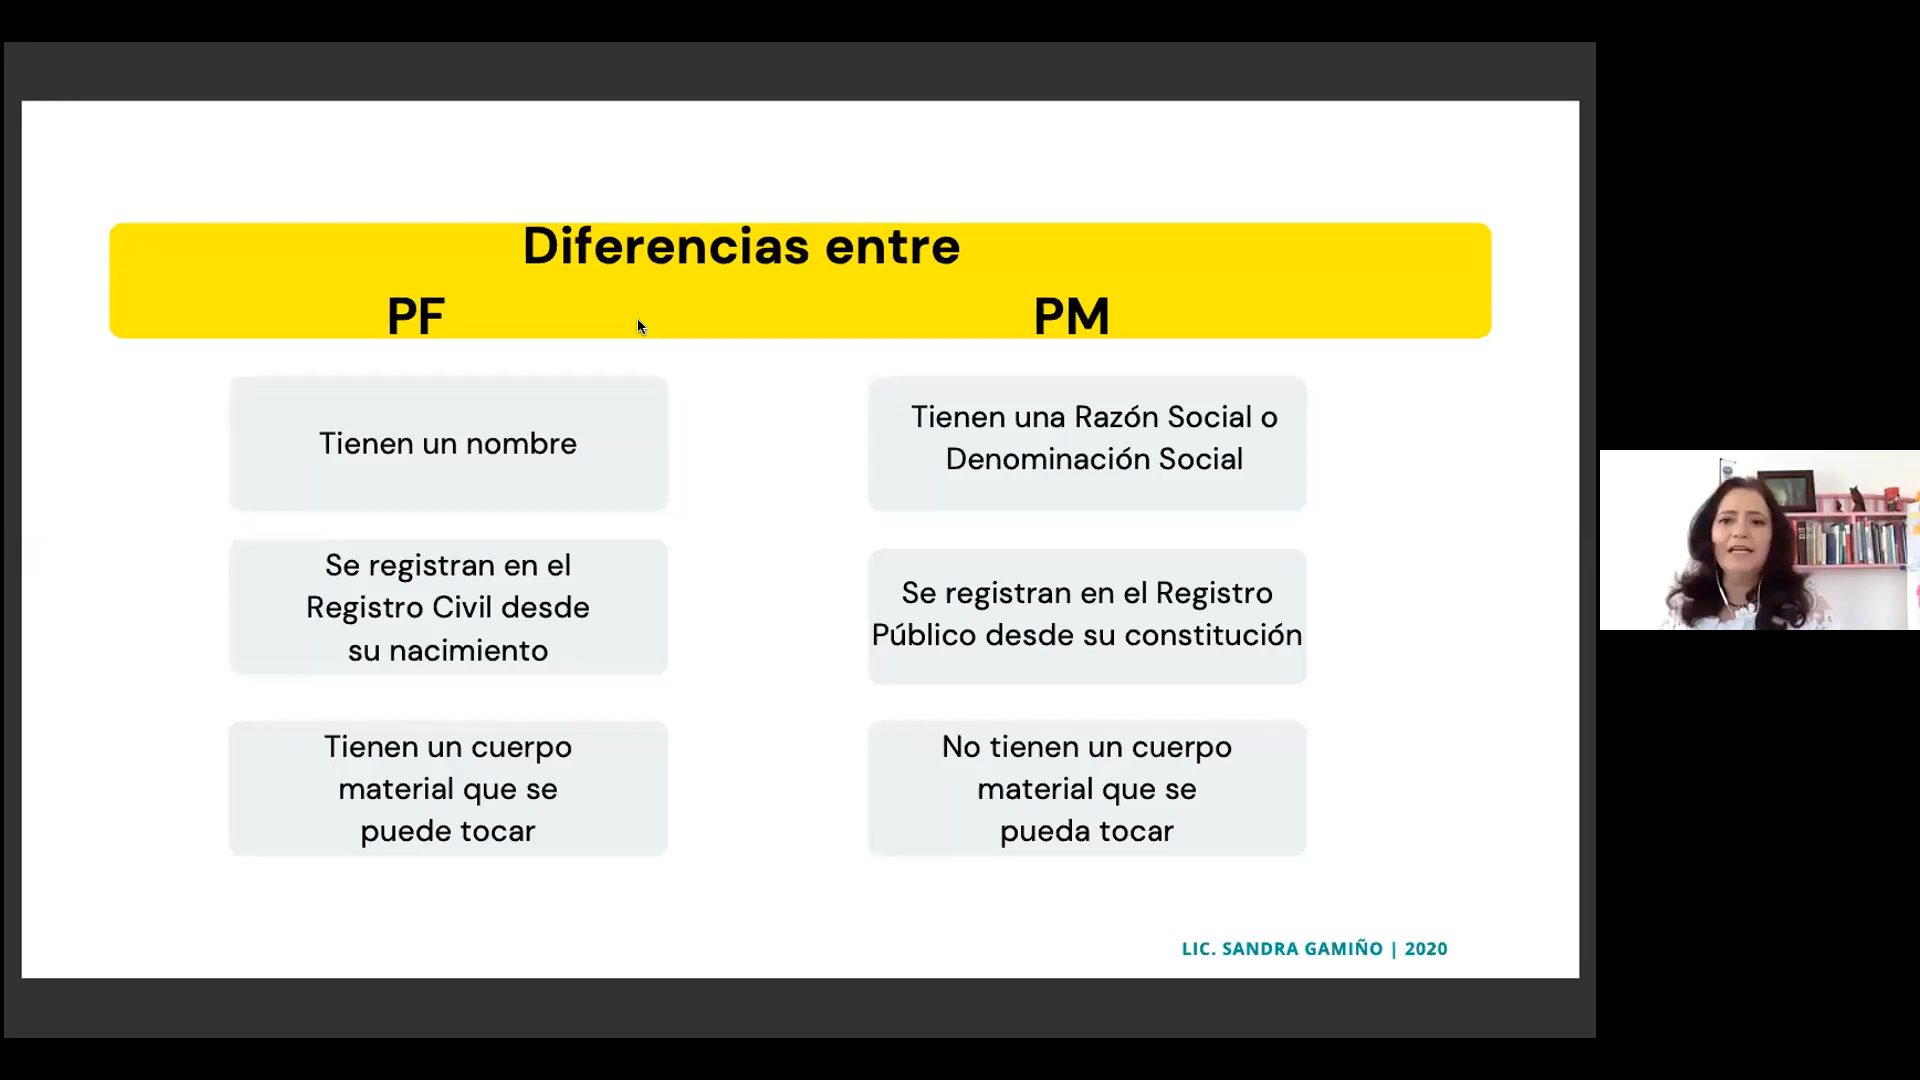 Diferencias entre
PF PM
Tienen un nombre
Tienen una Razón Social o
Denominación Social
Se registran en el
Registro Civil desde
su nacimiento
Se registran en el Registro
Público desde su constitución
Tienen un cuerpo
material que se
puede tocar
No tienen un cuerpo
material que se
pueda tocar
LIC. SANDRA GAMIÑO | 2020